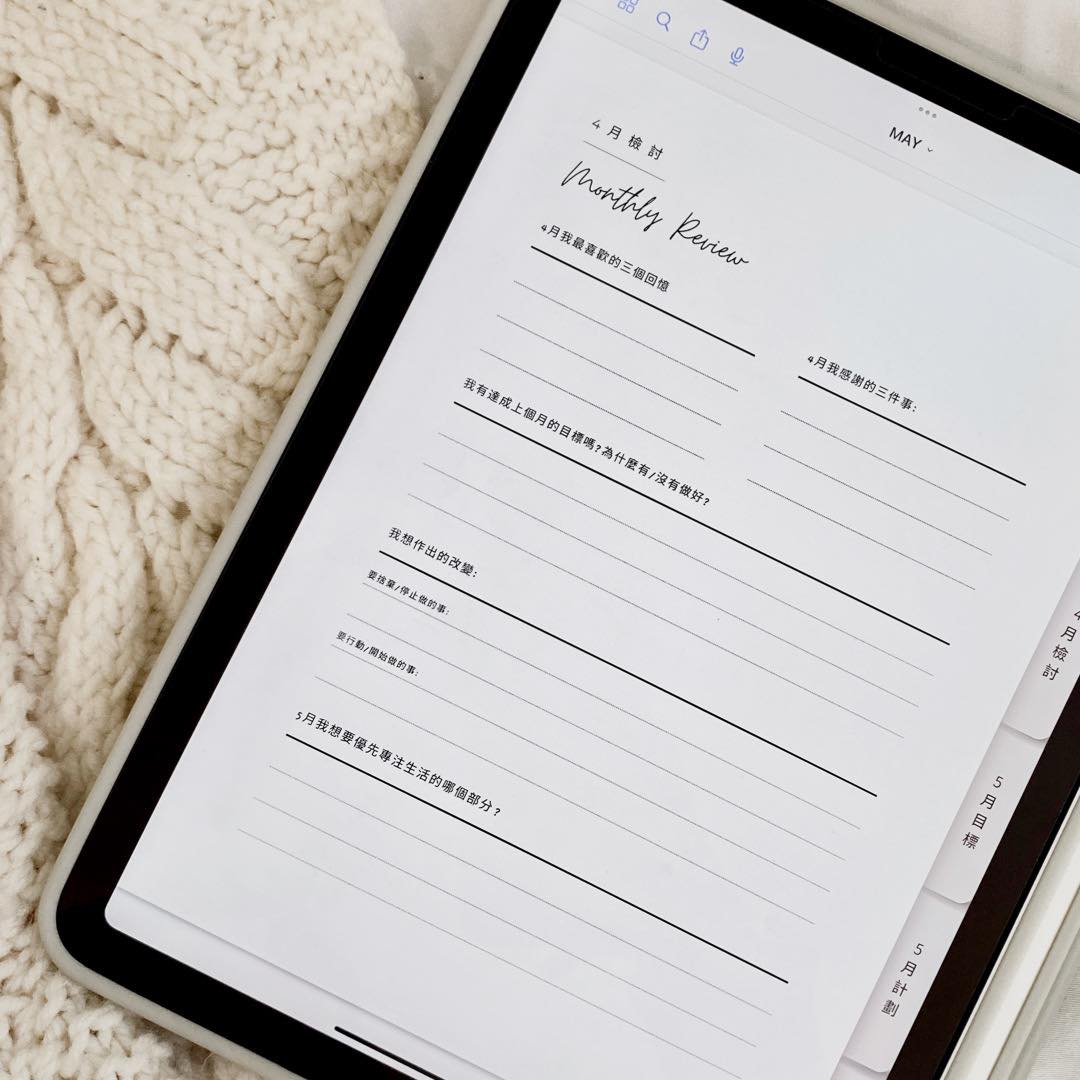 MAY
4月檢討
Monthly Review
4月我最喜歡的三個回憶
4月我感謝的三件事:
我有達成上個月的目標嗎?為什麼有/沒有做好?
我想作出的改變:
要捨棄/停止做的事:
要行動/開始做的事:
5月我想要優先專注生活的哪個部分?
4月檢討
5月目標
5月計劃